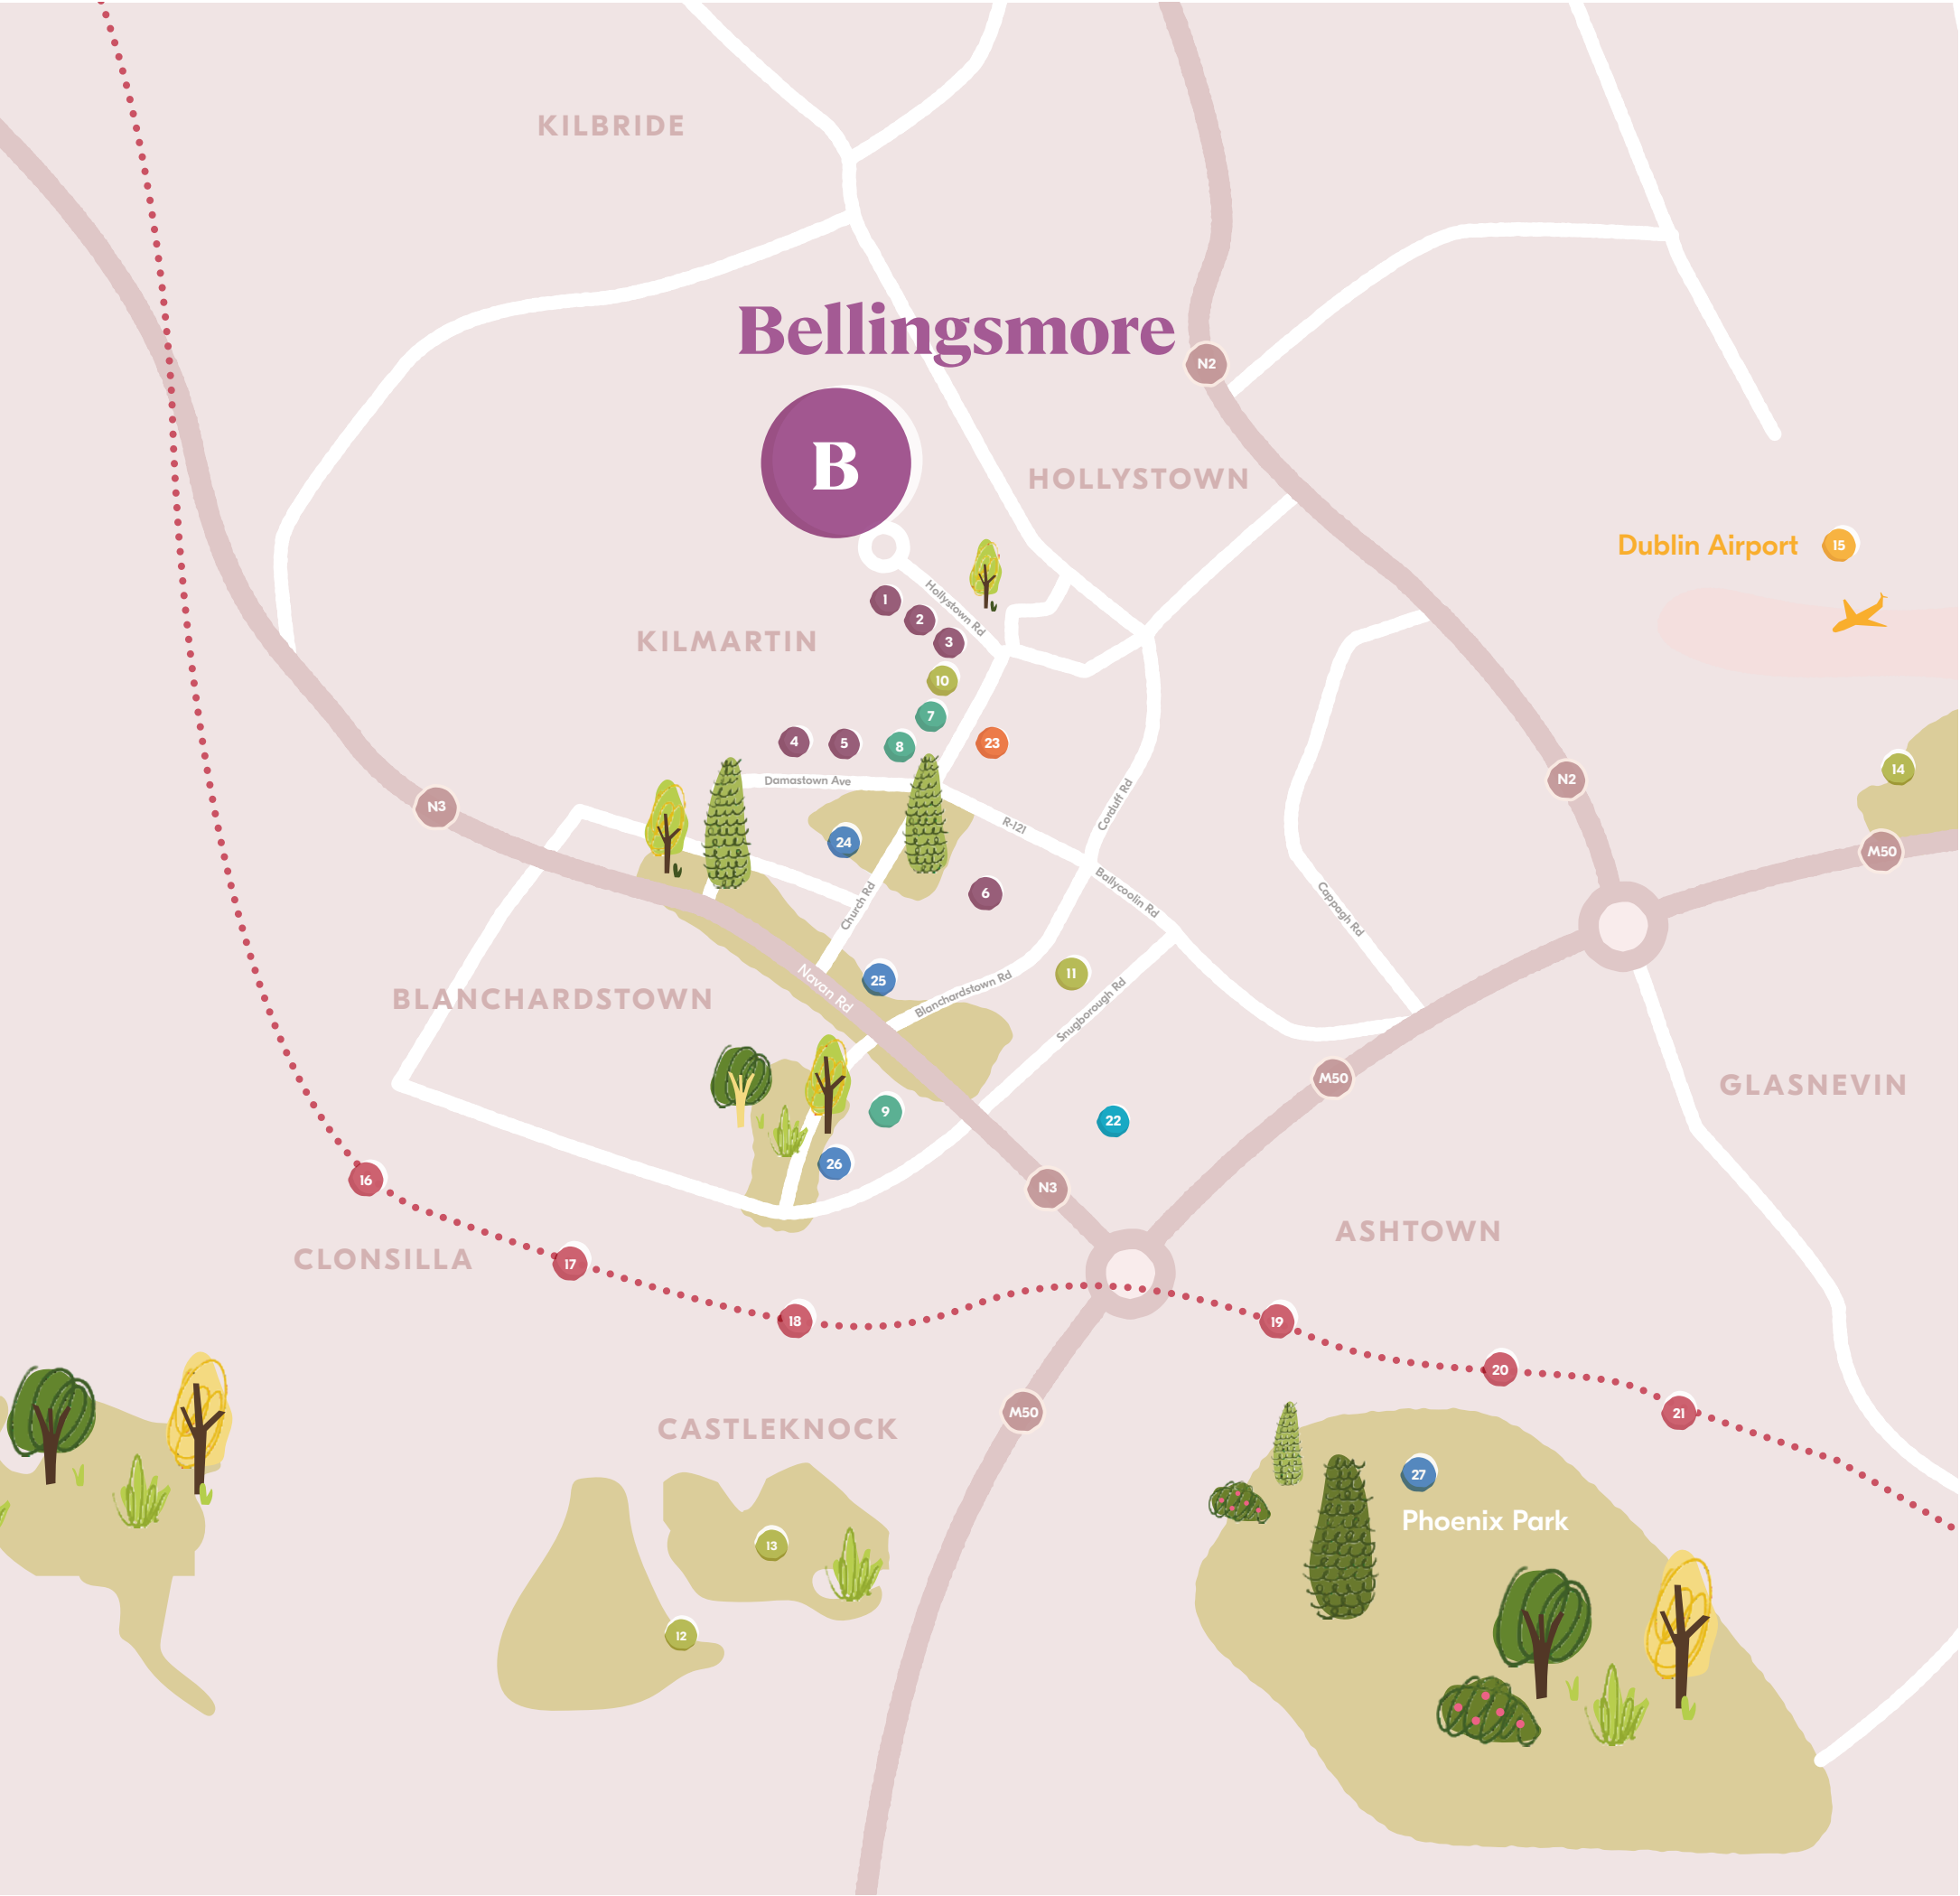 KILBRIDE
Bellingsmore
N2
B
HOLLYSTOWN
Dublin Airport
15
Hollystown Rd
1
2
3
KILMARTIN
10
7
4
5
8
23
Damastown Ave
N3
N2
14
Corduff Rd
R-121
24
M50
6
Church Rd
Ballycoolin Rd
Cappagh Rd
11
25
Navan Rd
Blanchardstown Rd
Snugborough Rd
BLANCHARDSTOWN
M50
GLASNEVIN
9
22
26
16
N3
ASHTOWN
CLONSILLA
17
18
19
20
21
M50
CASTLEKNOCK
27
Phoenix Park
13
12